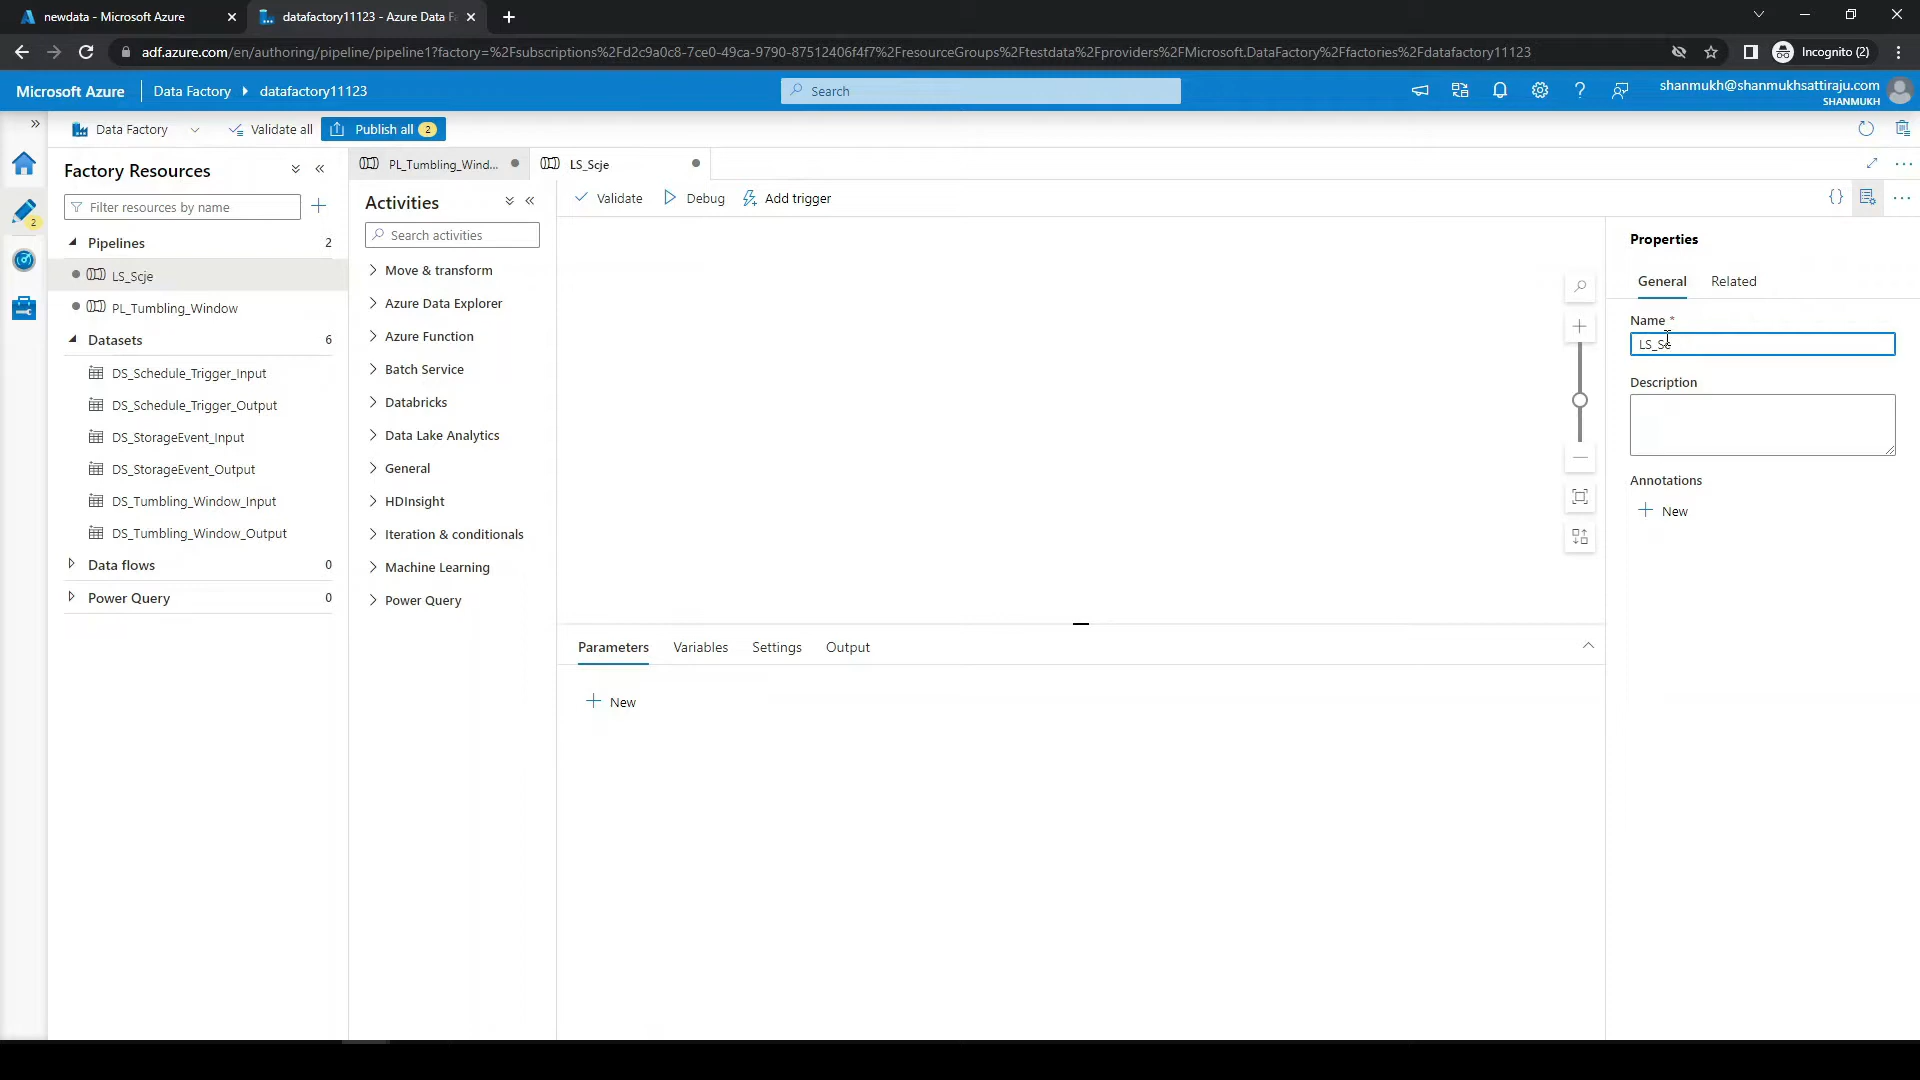 newdata - Microsoft Azure
datafactory11123 - Azure Data Fa
adf.azure.com/en/authoring/pipeline/pipeline1?factory=%2Fsubscriptions%2Fd2c9a0c8-7ce0-49ca-9790-87512406f4f7%2FresourceGroups%2Ftestdata%2Fproviders%2FMicrosoft.DataFactory%2Ffactories%2Fdatafactory11123
Incognito (2)
Microsoft Azure
Data Factory
datafactory11123
Search
shanmukh@shanmukhsattiraju.com
SHANMUKH
Data Factory
Validate all
Publish all 2
2
Factory Resources
Filter resources by name
Pipelines 2
LS_Scje
PL_Tumbling_Window
Datasets 6
DS_Schedule_Trigger_Input
DS_Schedule_Trigger_Output
DS_StorageEvent_Input
DS_StorageEvent_Output
DS_Tumbling_Window_Input
DS_Tumbling_Window_Output
Data flows 0
Power Query 0
PL_Tumbling_Wind...
LS_Scje
Activities
Search activities
Move & transform
Azure Data Explorer
Azure Function
Batch Service
Databricks
Data Lake Analytics
General
HDInsight
Iteration & conditionals
Machine Learning
Power Query
Validate
Debug
Add trigger
Parameters
Variables
Settings
Output
New
Properties
General
Related
Name *
LS_Sc
Description
Annotations
New